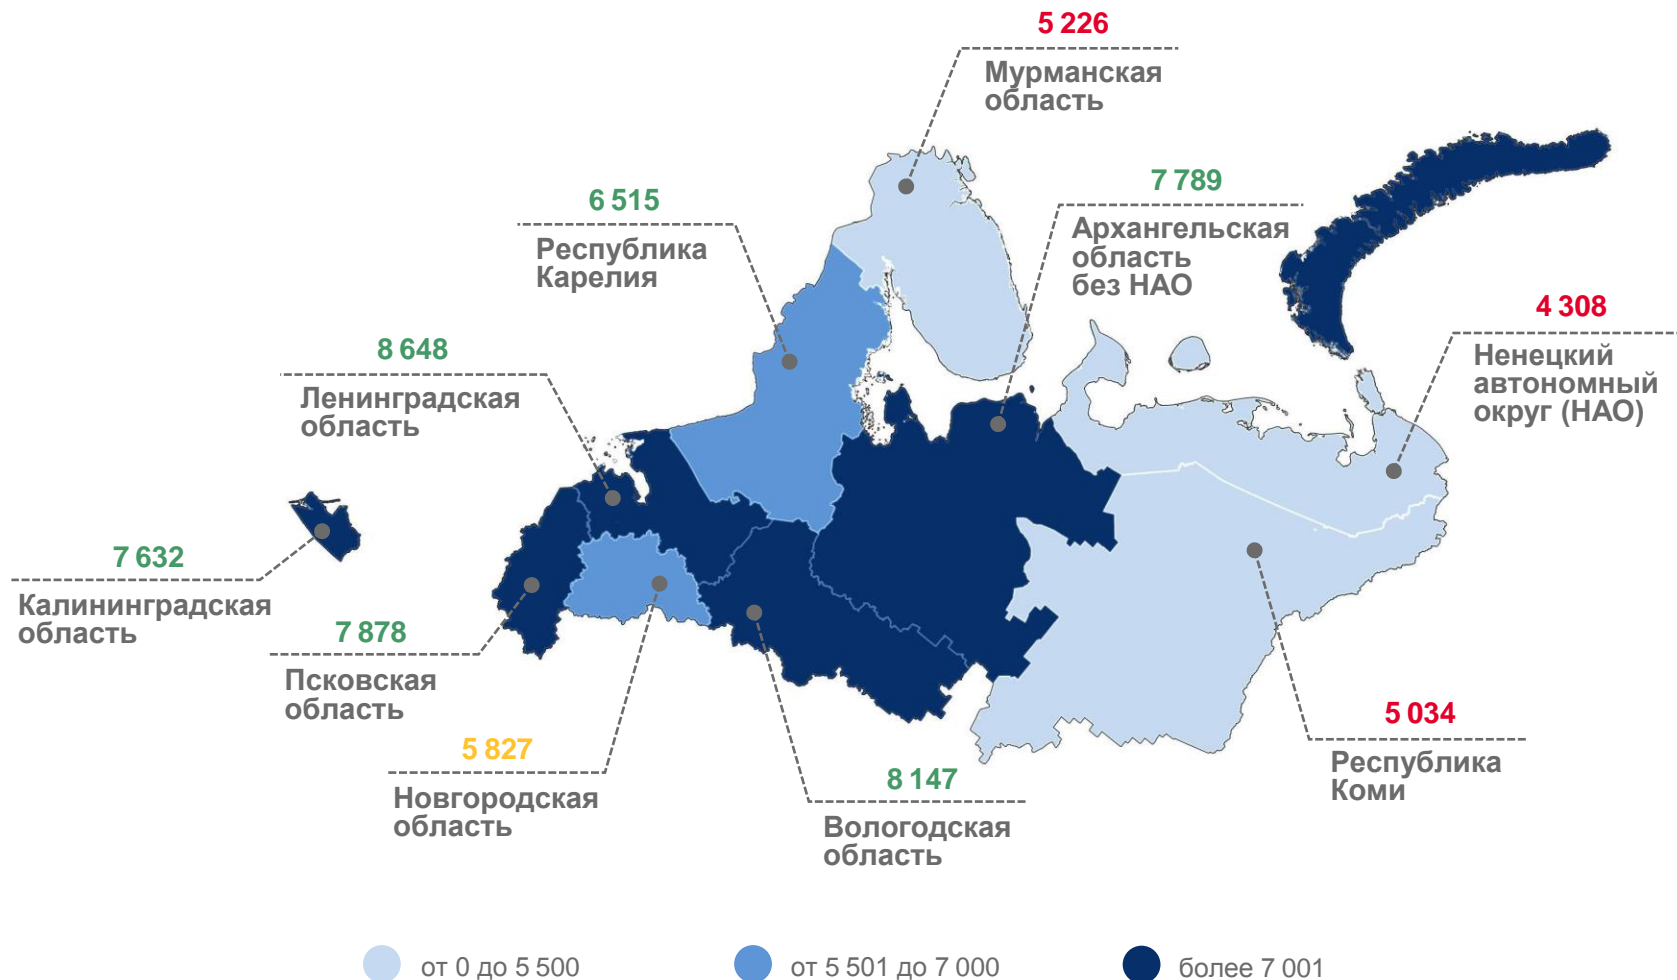 5 226
Мурманская
область
7 789
Архангельская
область
без НАО
6 515
Республика
Карелия
4 308
Ненецкий
автономный
округ (НАО)
8 648
Ленинградская
область
7 632
Калининградская
область
7 878
Псковская
область
5 827
Новгородская
область
8 147
Вологодская
область
5 034
Республика
Коми
от 0 до 5 500
от 5 501 до 7 000
более 7 001